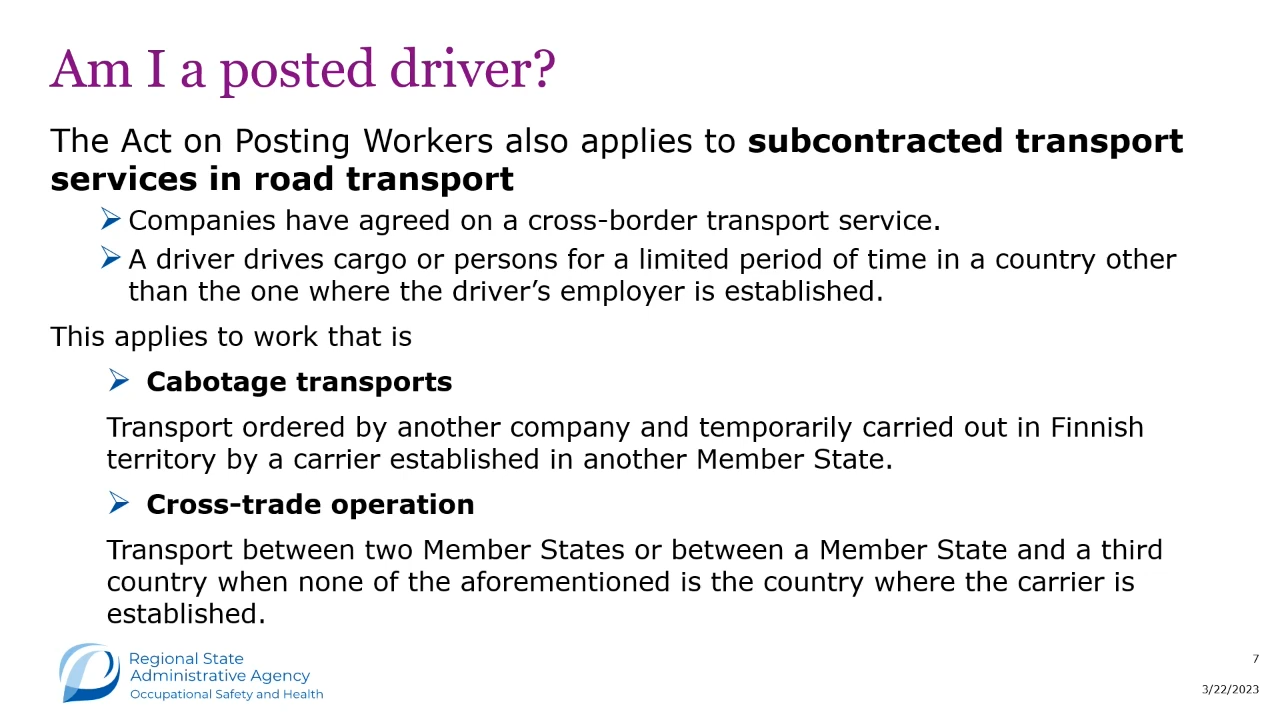 Am I a posted driver?
The Act on Posting Workers also applies to subcontracted transport
services in road transport
Companies have agreed on a cross-border transport service.
A driver drives cargo or persons for a limited period of time in a country other
than the one where the driver’s employer is established.
This applies to work that is
Cabotage transports
Transport ordered by another company and temporarily carried out in Finnish
territory by a carrier established in another Member State.
Cross-trade operation
Transport between two Member States or between a Member State and a third
country when none of the aforementioned is the country where the carrier is
established.
Regional State
Administrative Agency
Occupational Safety and Health
7
3/22/2023